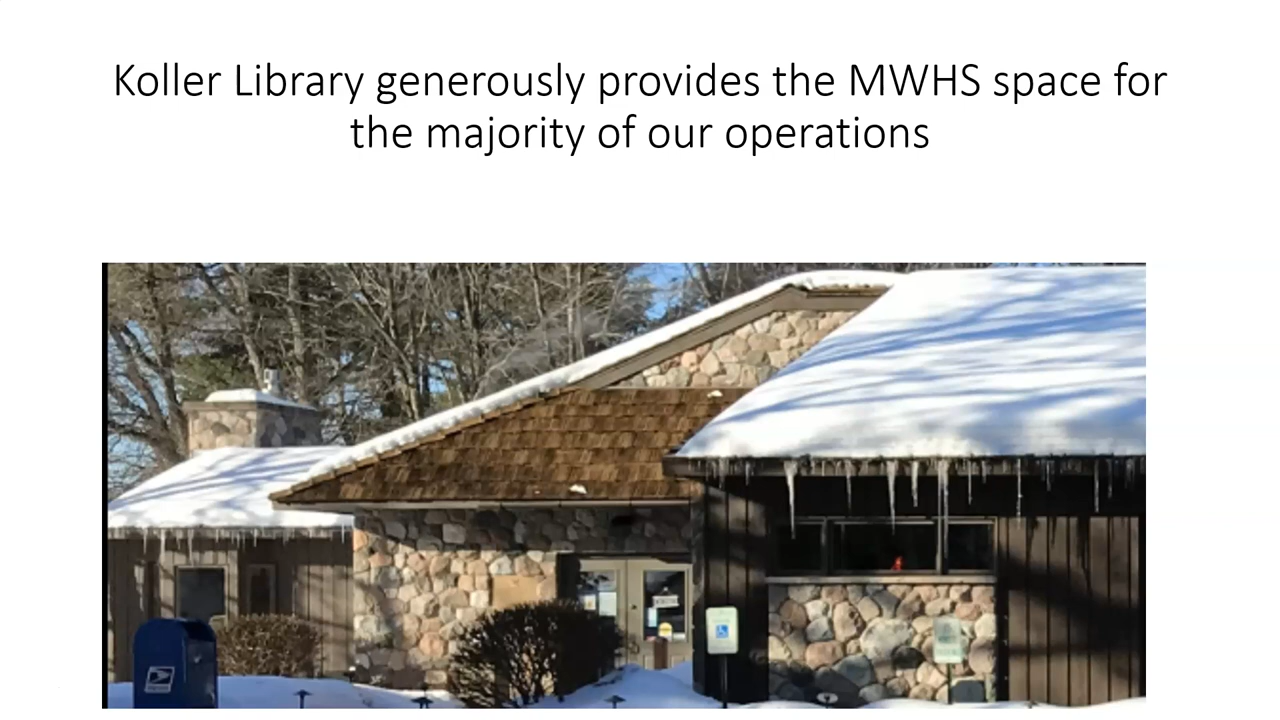 Koller Library generously provides the MWHS space for
the majority of our operations